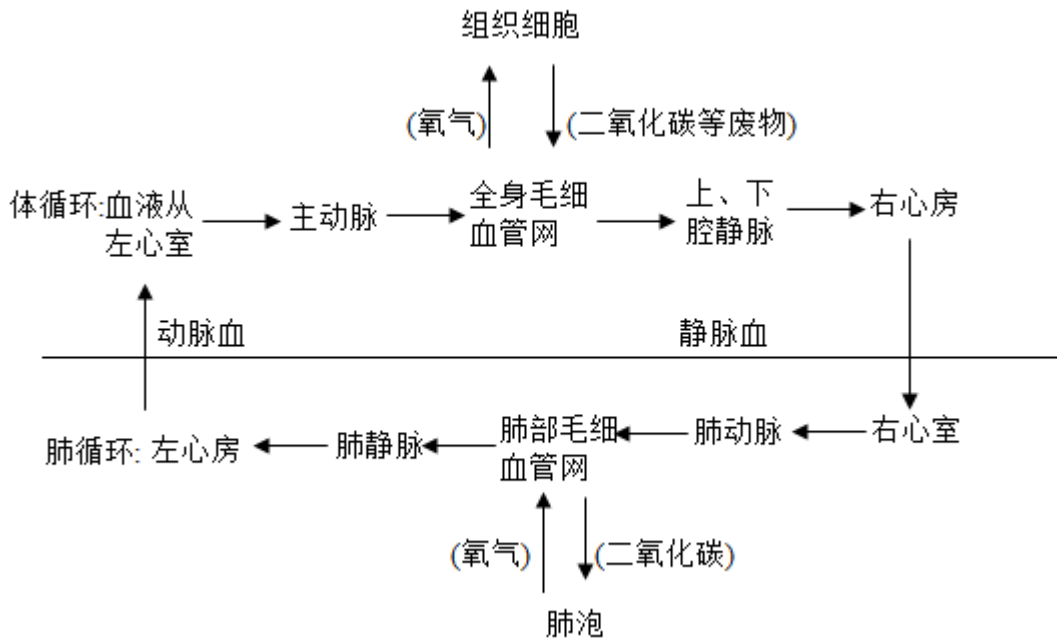 组织细胞
(氧气) (二氧化碳等废物)
体循环:血液从
左心室
主动脉
全身毛细
血管网
上、下
腔静脉
右心房
动脉血 静脉血
肺循环: 左心房
肺静脉
肺部毛细
血管网
肺动脉
右心室
(氧气) (二氧化碳)
肺泡